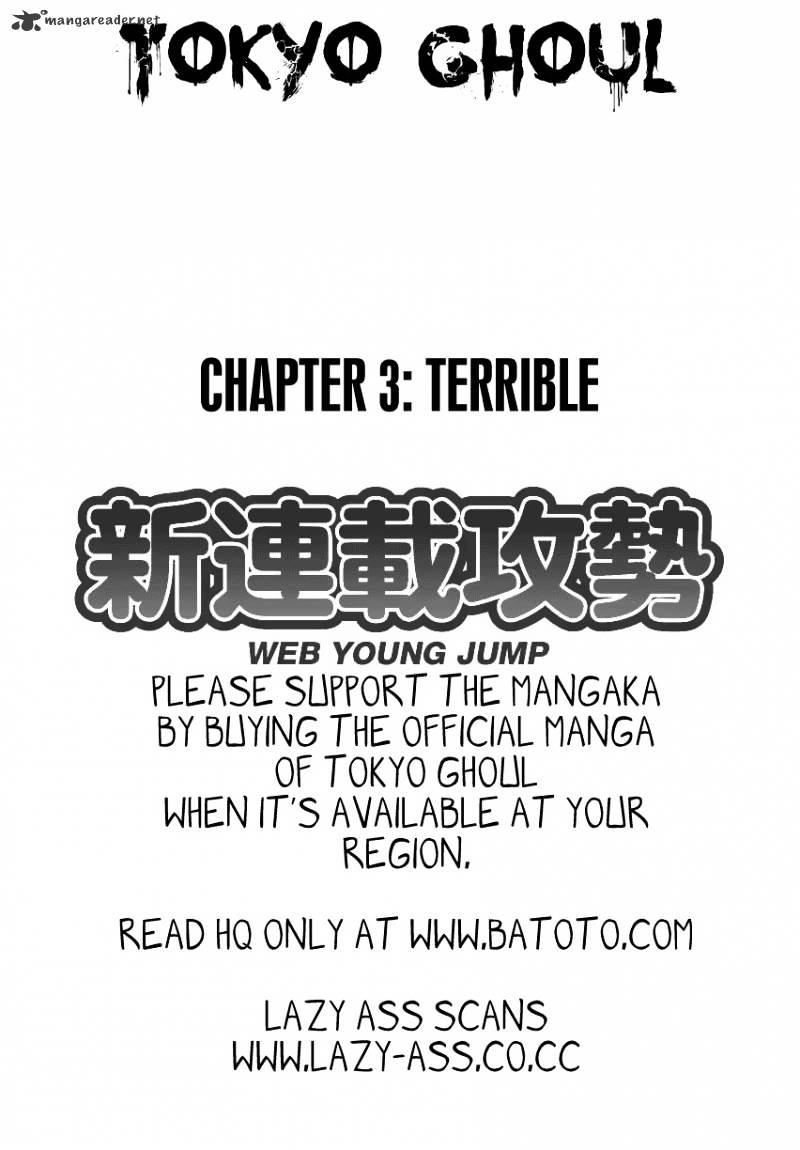 mangareader.net
TOKYO GHOUL
CHAPTER 3: TERRIBLE
新連載攻勢
WEB YOUNG JUMP
PLEASE SUPPORT THE MANGAKA
BY BUYING THE OFFICIAL MANGA
OF TOKYO GHOUL
WHEN IT'S AVAILABLE AT YOUR
REGION.
READ HQ ONLY AT WWW.BATOTO.COM
LAZY ASS SCANS
WWW.LAZY-ASS.CO.CC